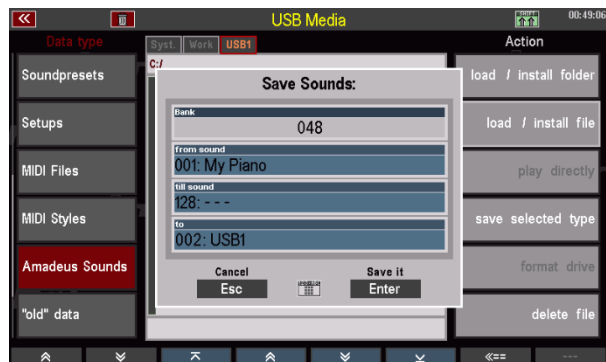 USB Media
SHIFT
00:49:06
Data type
Syst.
Work
USB1
Action
C:/
Soundpresets
Setups
MIDI Files
MIDI Styles
Amadeus Sounds
"old" data
Save Sounds:
Bank
048
from sound
001: My Piano
till sound
128: - - -
to
002: USB1
Cancel
Esc
Save it
Enter
load / install folder
load / install file
play directly
save selected type
format drive
delete file
«==
---